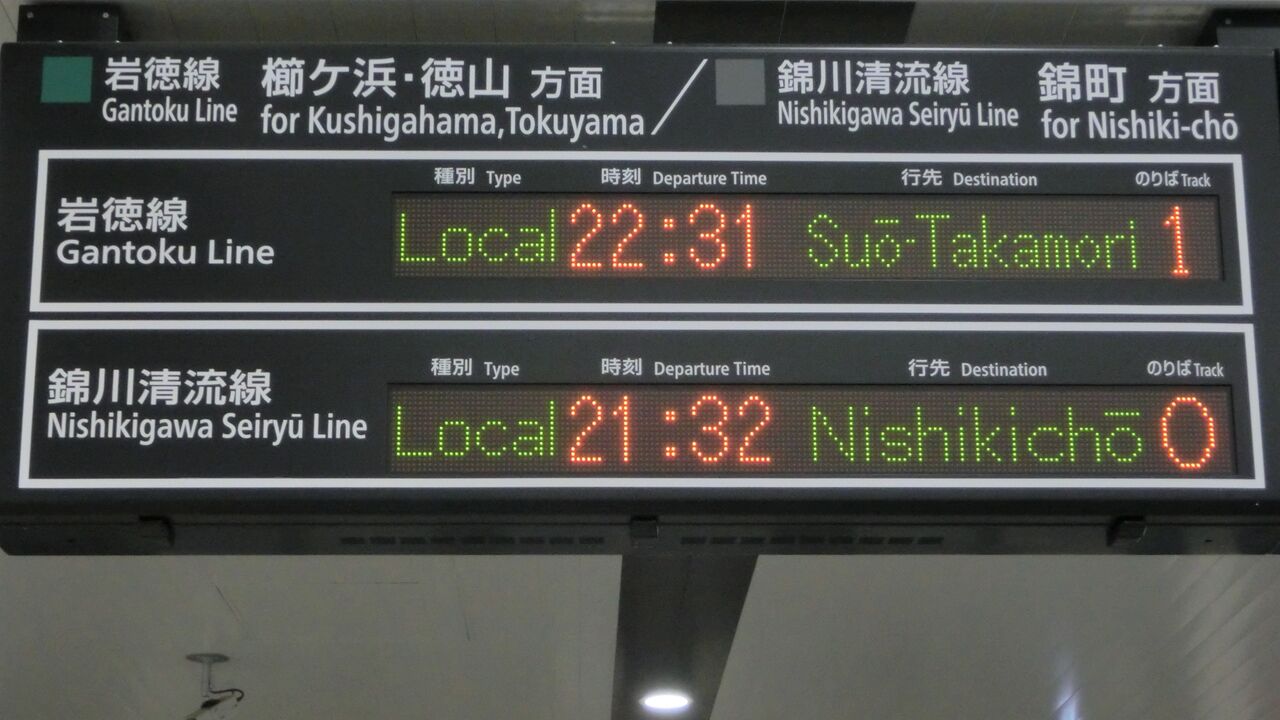 岩徳線 櫛ケ浜・徳山 方面 / 錦川清流線 錦町 方面
Gantoku Line for Kushigahama,Tokuyama Nishikigawa Seiryū Line for Nishiki-chō
種別 Type 時刻 Departure Time 行先 Destination のりば Track
岩徳線
Gantoku Line
Local 22:31 Suō-Takamori 1
種別 Type 時刻 Departure Time 行先 Destination のりば Track
錦川清流線
Nishikigawa Seiryū Line
Local 21:32 Nishikichō 0